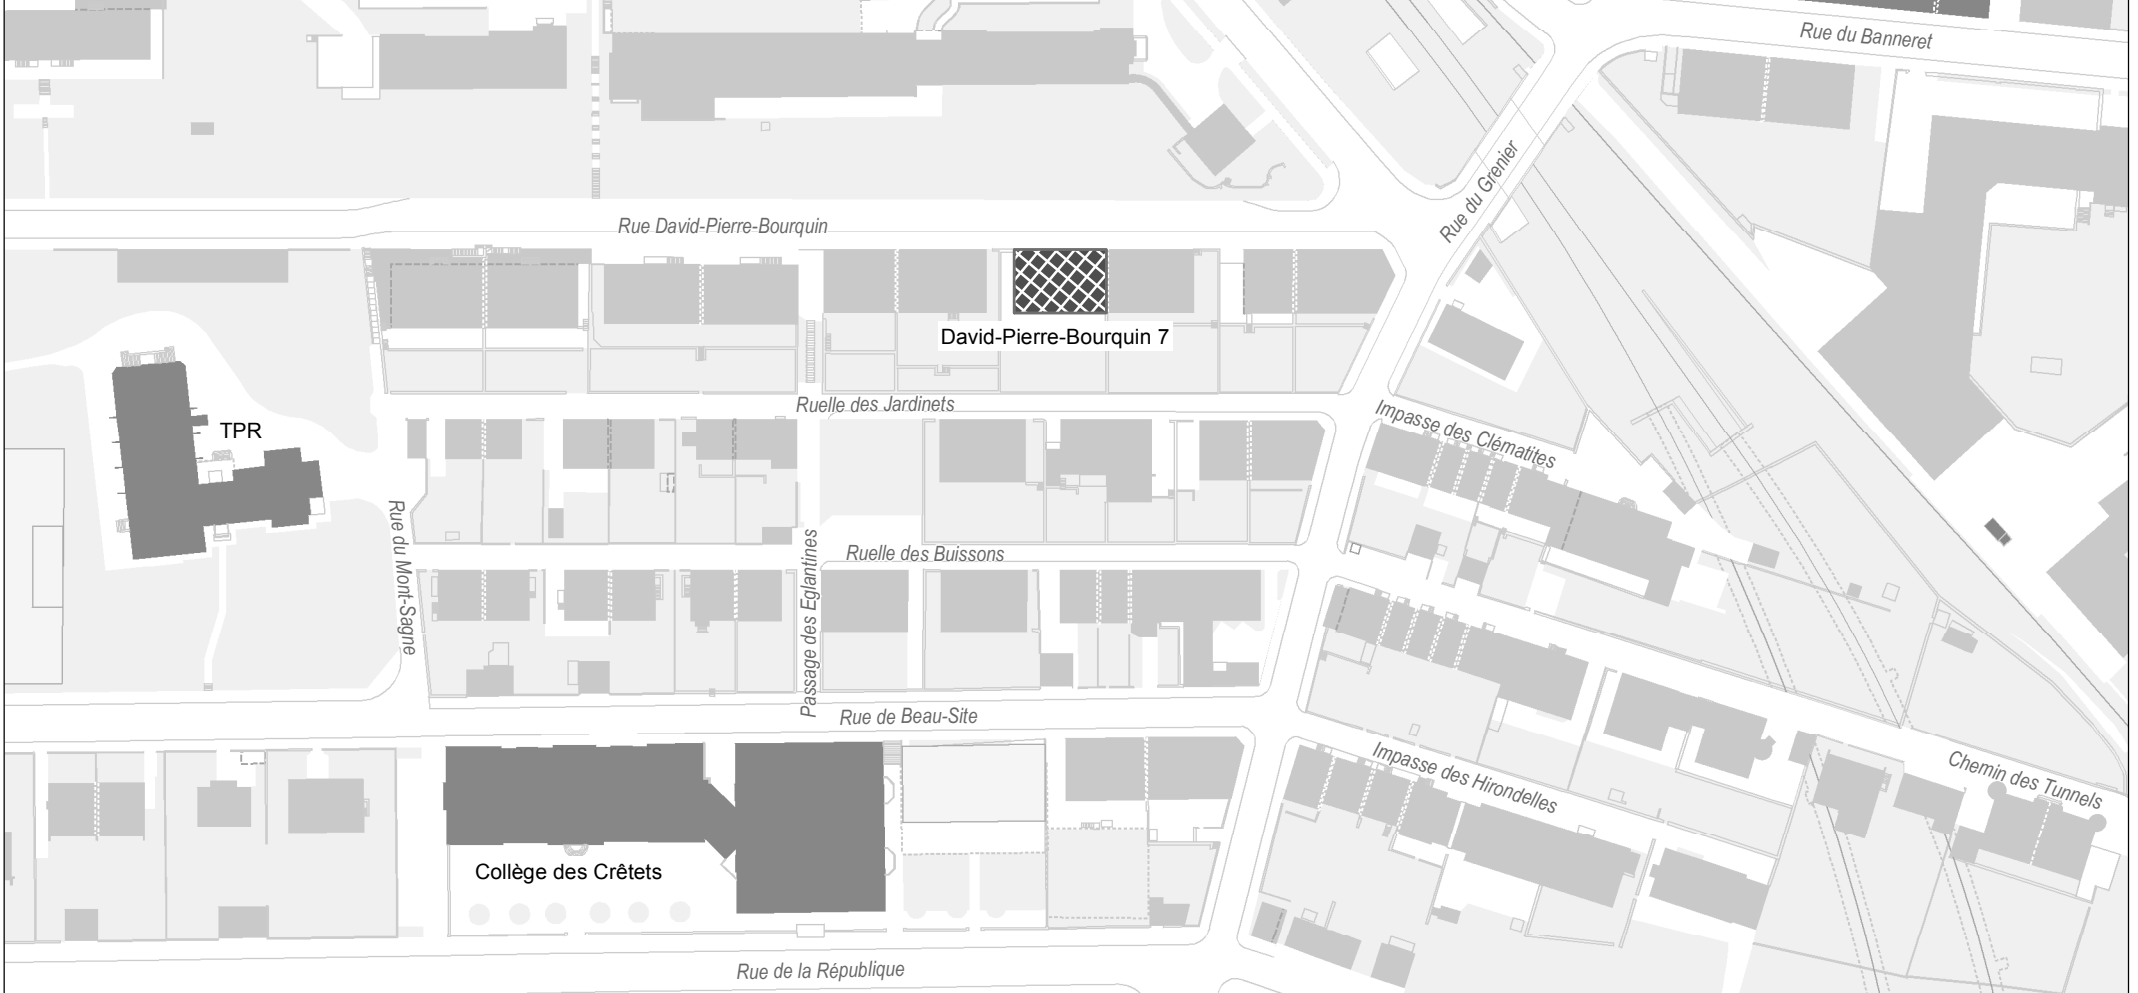 Rue du Banneret
Rue du Grenier
Rue David-Pierre-Bourquin
David-Pierre-Bourquin 7
Ruelle des Jardinets
Impasse des Clématites
TPR
Rue du Mont-Sagne
Passage des Eglantines
Ruelle des Buissons
Rue de Beau-Site
Impasse des Hirondelles
Chemin des Tunnels
Collège des Crêtets
Rue de la République